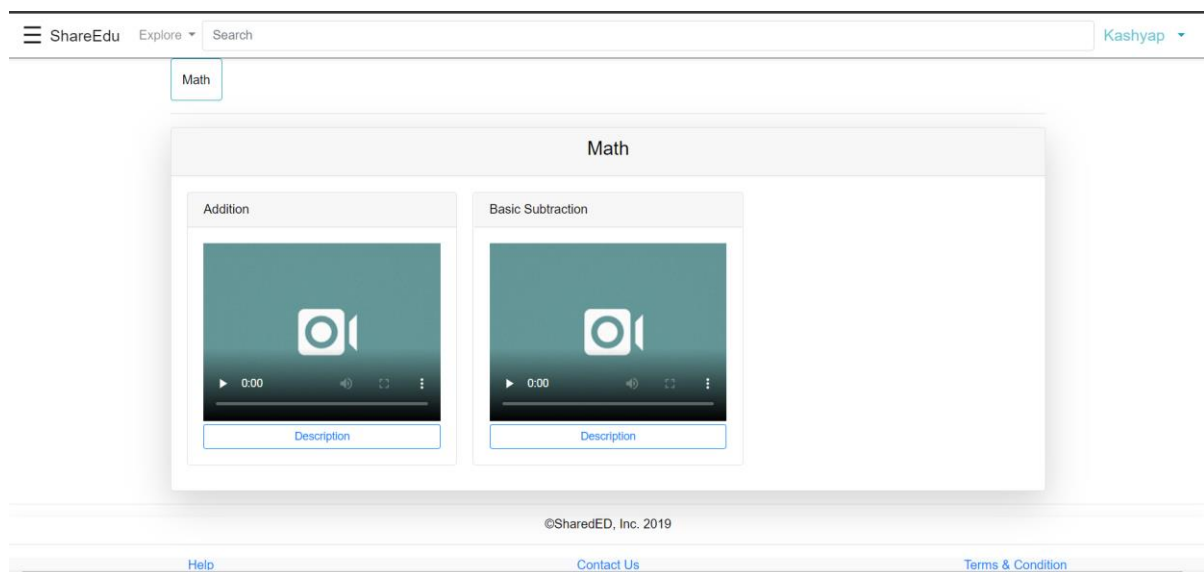 ShareEdu Explore Search Kashyap
Math
Math
Addition Basic Subtraction
0:00 0:00
Description Description
©SharedED, Inc. 2019
Help Contact Us Terms & Condition